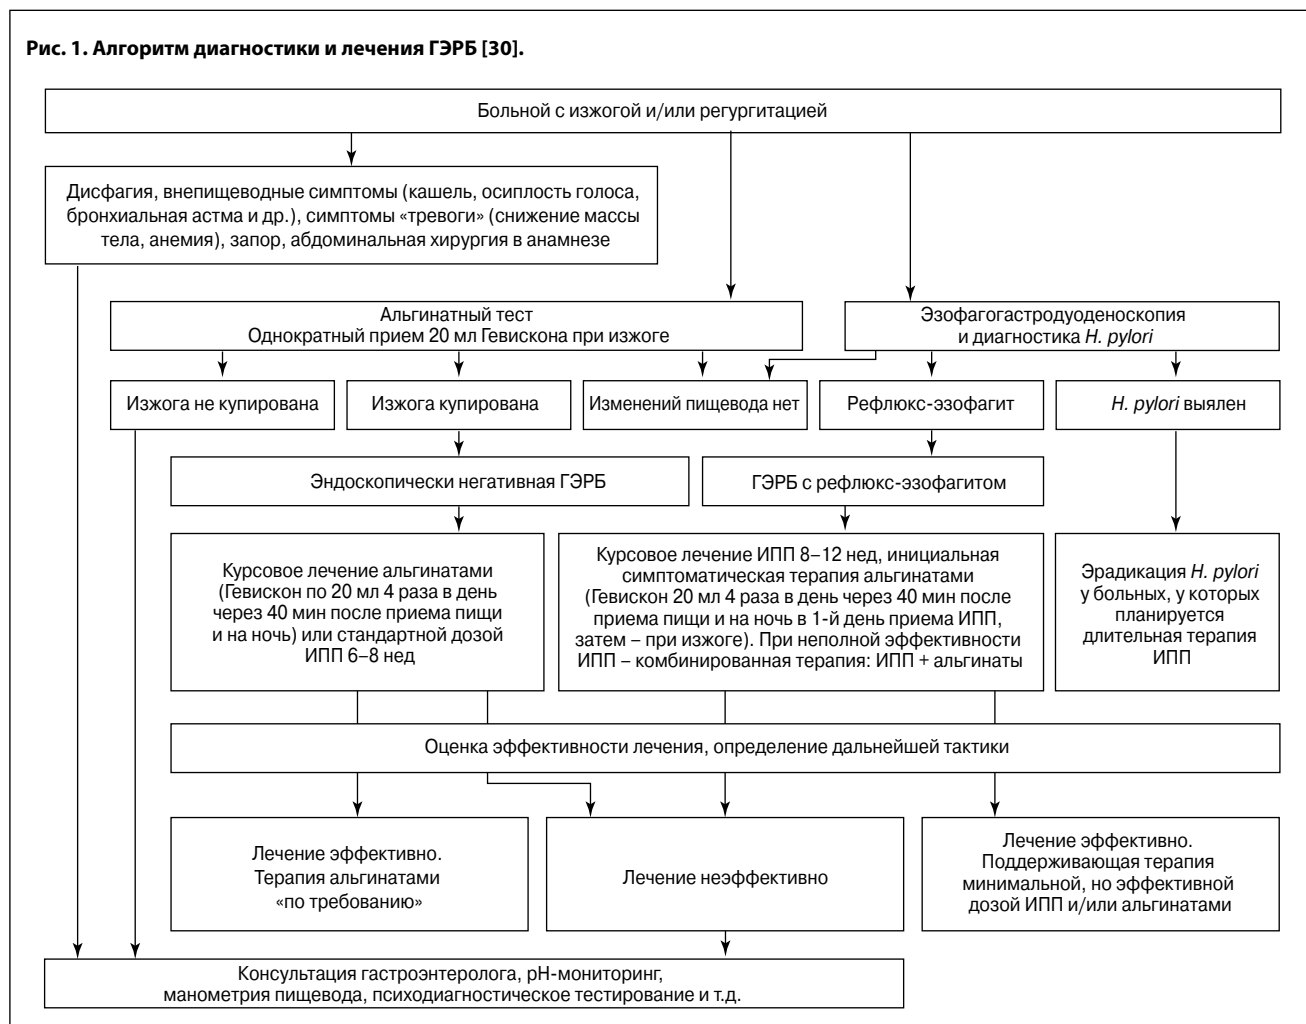 Рис. 1. Алгоритм диагностики и лечения ГЭРБ [30].
Больной с изжогой и/или регургитацией
Дисфагия, внепищеводные симптомы (кашель, осиплость голоса,
бронхиальная астма и др.), симптомы «тревоги» (снижение массы
тела, анемия), запор, абдоминальная хирургия в анамнезе
Альгинатный тест
Однократный прием 20 мл Гевискона при изжоге
Эзофагогастродуоденоскопия
и диагностика H. pylori
Изжога не купирована
Изжога купирована
Изменений пищевода нет
Рефлюкс-эзофагит
H. pylori выялен
Эндоскопически негативная ГЭРБ
ГЭРБ с рефлюкс-эзофагитом
Курсовое лечение альгинатами
(Гевискон по 20 мл 4 раза в день
через 40 мин после приема пищи
и на ночь) или стандартной дозой
ИПП 6–8 нед
Курсовое лечение ИПП 8–12 нед, инициальная
симптоматическая терапия альгинатами
(Гевискон 20 мл 4 раза в день через 40 мин после
приема пищи и на ночь в 1-й день приема ИПП,
затем – при изжоге). При неполной эффективности
ИПП – комбинированная терапия: ИПП + альгинаты
Эрадикация H. pylori
у больных, у которых
планируется
длительная терапия
ИПП
Оценка эффективности лечения, определение дальнейшей тактики
Лечение эффективно.
Терапия альгинатами
«по требованию»
Лечение неэффективно
Лечение эффективно.
Поддерживающая терапия
минимальной, но эффективной
дозой ИПП и/или альгинатами
Консультация гастроэнтеролога, рН-мониторинг,
манометрия пищевода, психодиагностическое тестирование и т.д.